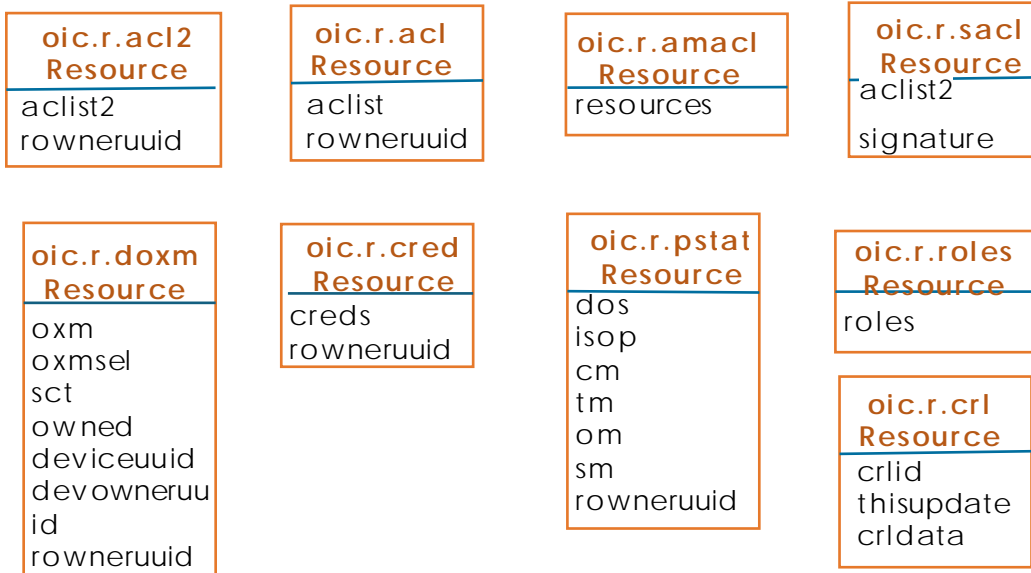 oic.r.acl2
Resource
aclist2
rowneruuid
oic.r.acl
Resource
aclist
rowneruuid
oic.r.amacl
Resource
resources
oic.r.sacl
Resource
aclist2
signature
oic.r.doxm
Resource
oxm
oxmsel
sct
owned
deviceuuid
devowneruu
id
rowneruuid
oic.r.cred
Resource
creds
rowneruuid
oic.r.pstat
Resource
dos
isop
cm
tm
om
sm
rowneruuid
oic.r.roles
Resource
roles
oic.r.crl
Resource
crlid
thisupdate
crldata